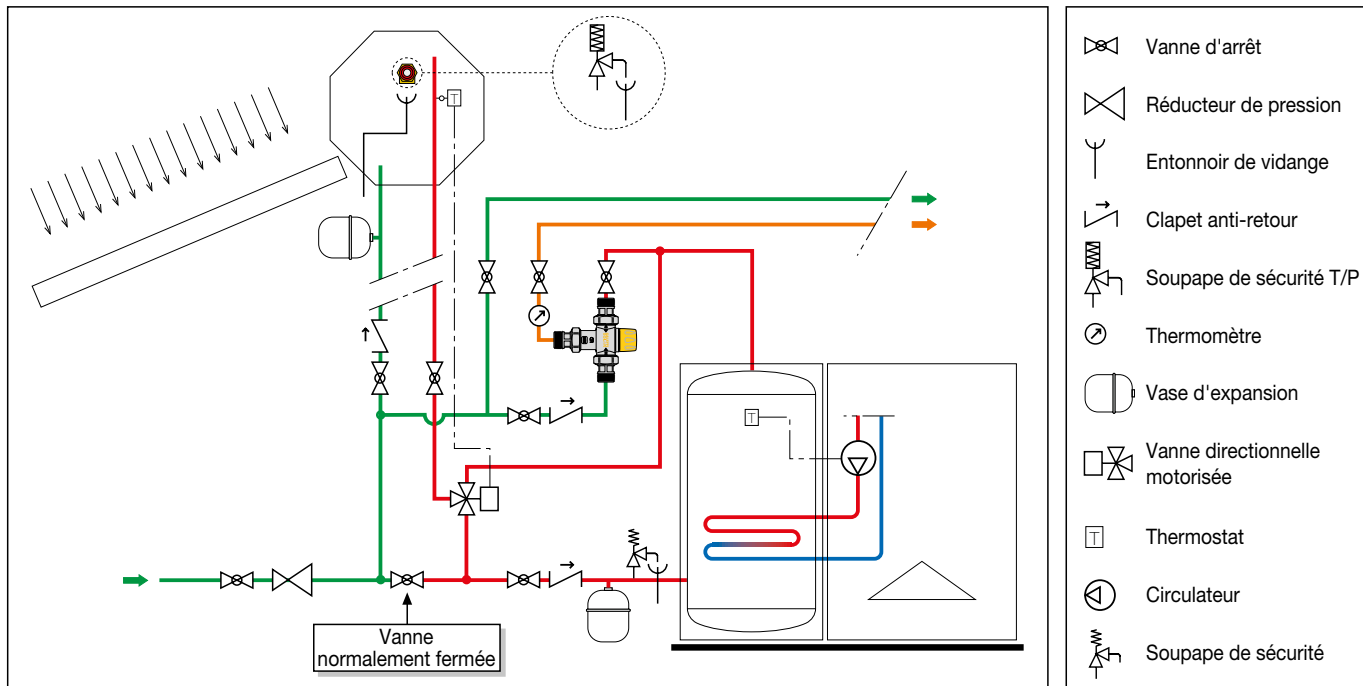 T
T
Vanne
normalement fermée
Vanne d'arrêt
Réducteur de pression
Entonnoir de vidange
Clapet anti-retour
Soupape de sécurité T/P
Thermomètre
Vase d'expansion
Vanne directionnelle
motorisée
T
Thermostat
Circulateur
Soupape de sécurité